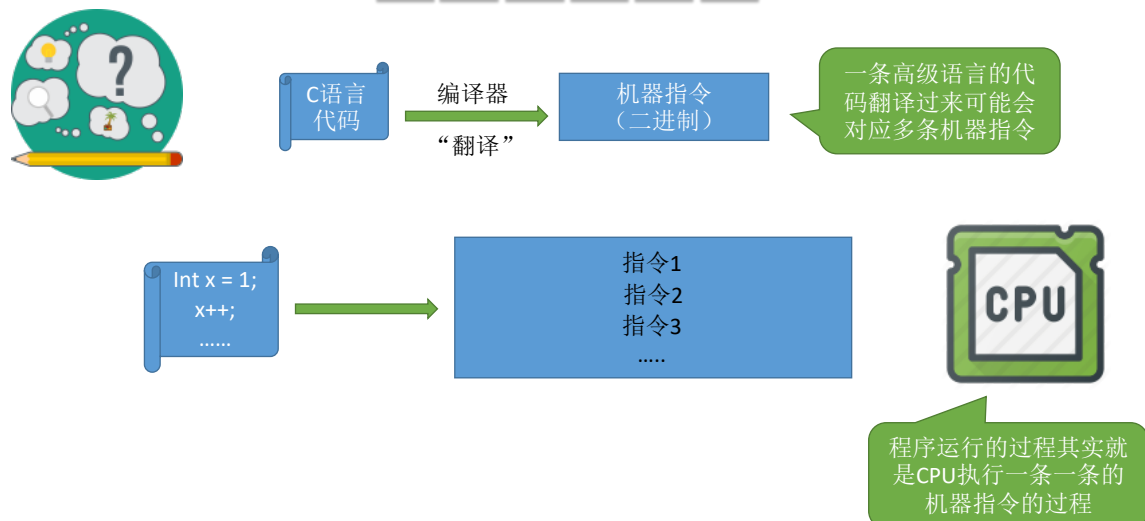 ?
C语言
代码
编译器
“翻译”
机器指令
（二进制）
一条高级语言的代
码翻译过来可能会
对应多条机器指令
Int x = 1;
x++;
……
指令1
指令2
指令3
…..
CPU
程序运行的过程其实就
是CPU执行一条一条的
机器指令的过程